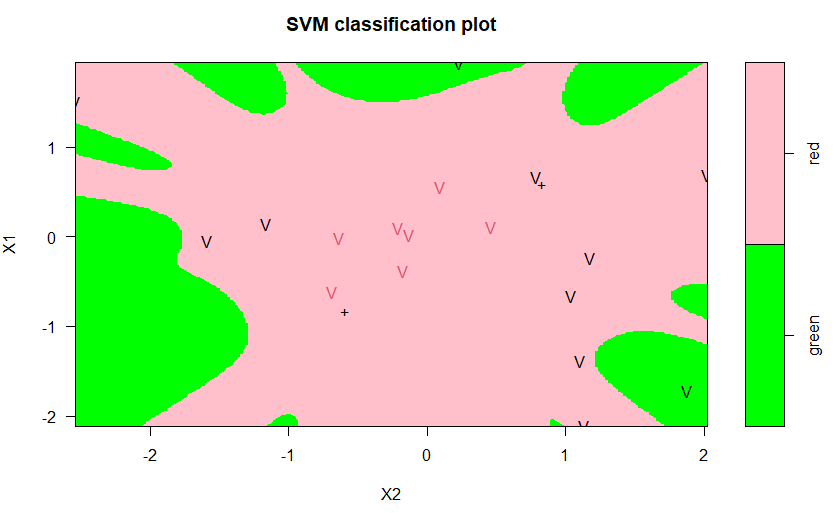 SVM classification plot
V
V
1
V
V
+
V
red
V
V
X1
0
V
V
V
V
V
V
V
V
-1
+
V
green
V
-2
V
-2
-1
0
1
2
X2